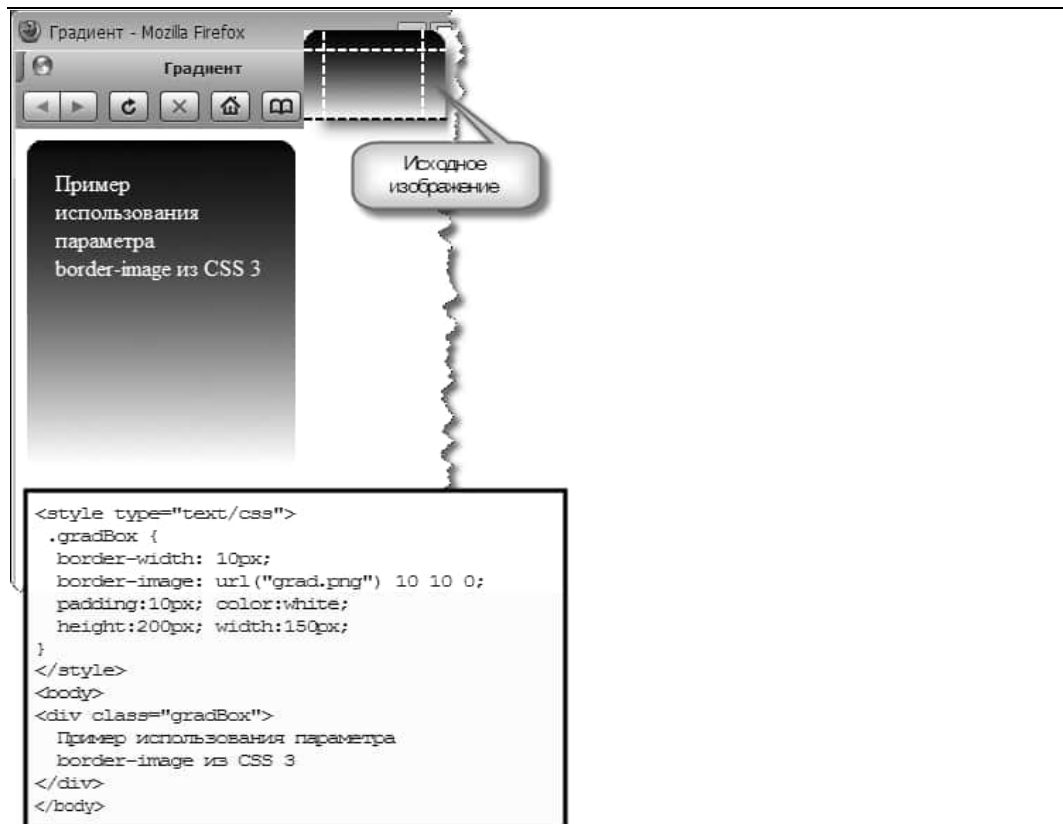 Градиент - Mozilla Firefox
Градиент
Исходное
изображение
Пример
использования
параметра
border-image из CSS 3
<style type="text/css">
.gradBox {
border-width: 10px;
border-image: url("grad.png") 10 10 0;
padding:10px; color:white;
height:200px; width:150px;
}
</style>
<body>
<div class="gradBox">
Пример использования параметра
border-image из CSS 3
</div>
</body>